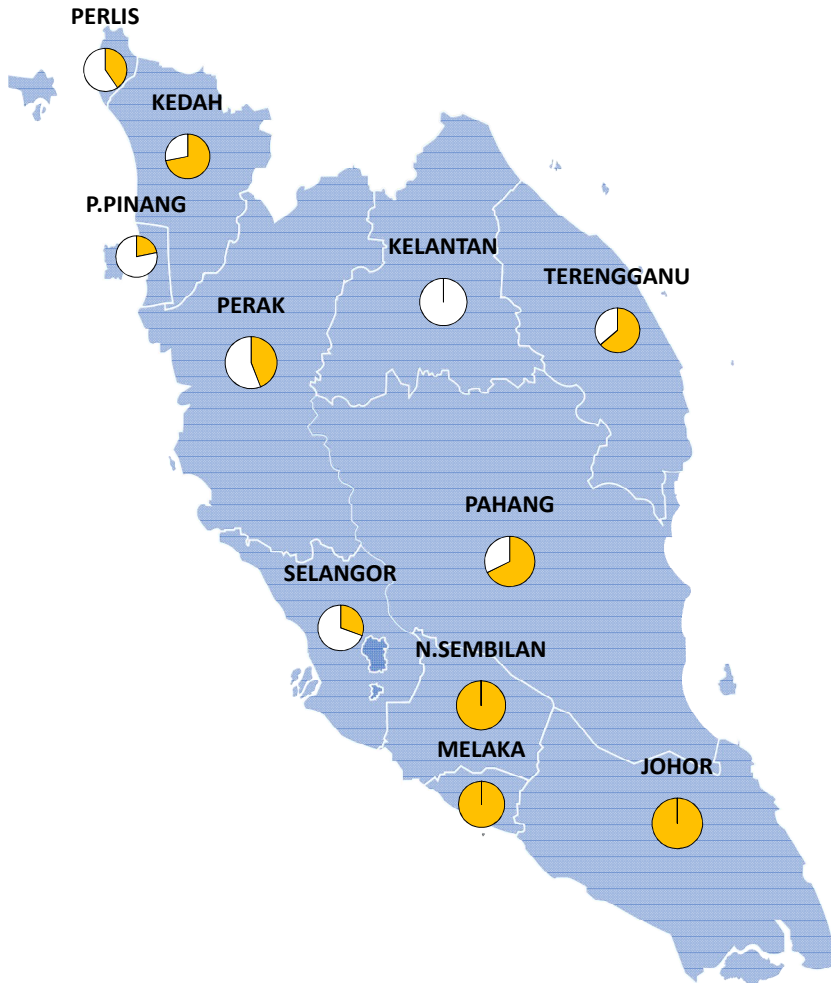 PERLIS
KEDAH
P.PINANG
KELANTAN
TERENGGANU
PERAK
PAHANG
SELANGOR
N.SEMBILAN
MELAKA
JOHOR